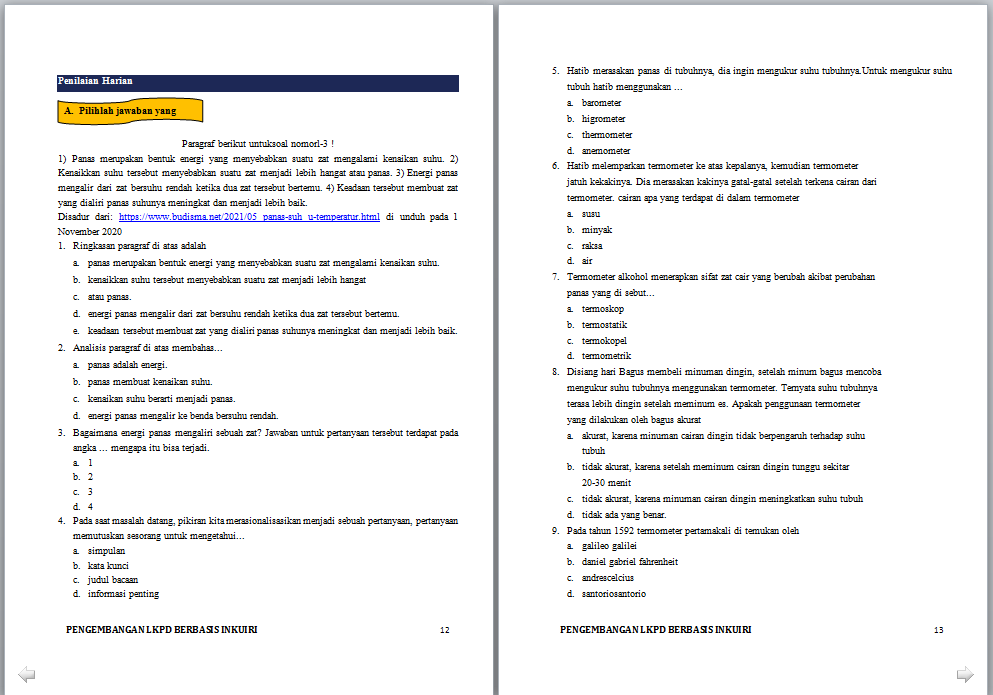 Penilaian Harian
A. Pilihlah jawaban yang
Paragraf berikut untuksoal nomorl-3 !
1) Panas merupakan bentuk energi yang menyebabkan suatu zat mengalami kenaikan suhu. 2)
Kenaikkan suhu tersebut menyebabkan suatu zat menjadi lebih hangat atau panas. 3) Energi panas
mengalir dari zat bersuhu rendah ketika dua zat tersebut bertemu. 4) Keadaan tersebut membuat zat
yang dialiri panas suhunya meningkat dan menjadi lebih baik.
Disadur dari: https://www.budisma.net/2021/05_panas-suh_u-temperatur.html di unduh pada 1
November 2020
1. Ringkasan paragraf di atas adalah
a. panas merupakan bentuk energi yang menyebabkan suatu zat mengalami kenaikan suhu.
b. kenaikkan suhu tersebut menyebabkan suatu zat menjadi lebih hangat
c. atau panas.
d. energi panas mengalir dari zat bersuhu rendah ketika dua zat tersebut bertemu.
e. keadaan tersebut membuat zat yang dialiri panas suhunya meningkat dan menjadi lebih baik.
2. Analisis paragraf di atas membahas…
a. panas adalah energi.
b. panas membuat kenaikan suhu.
c. kenaikan suhu berarti menjadi panas.
d. energi panas mengalir ke benda bersuhu rendah.
3. Bagaimana energi panas mengaliri sebuah zat? Jawaban untuk pertanyaan tersebut terdapat pada
angka … mengapa itu bisa terjadi.
a. 1
b. 2
c. 3
d. 4
4. Pada saat masalah datang, pikiran kita merasionalisasikan menjadi sebuah pertanyaan, pertanyaan
memutuskan sesorang untuk mengetahui…
a. simpulan
b. kata kunci
c. judul bacaan
d. informasi penting
PENGEMBANGAN LKPD BERBASIS INKUIRI 12
5. Hatib merasakan panas di tubuhnya, dia ingin mengukur suhu tubuhnya.Untuk mengukur suhu
tubuh hatib menggunakan …
a. barometer
b. higrometer
c. thermometer
d. anemometer
6. Hatib melemparkan termometer ke atas kepalanya, kemudian termometer
jatuh kekakinya. Dia merasakan kakinya gatal-gatal setelah terkena cairan dari
termometer. cairan apa yang terdapat di dalam termometer
a. susu
b. minyak
c. raksa
d. air
7. Termometer alkohol menerapkan sifat zat cair yang berubah akibat perubahan
panas yang di sebut…
a. termoskop
b. termostatik
c. termokopel
d. termometrik
8. Disiang hari Bagus membeli minuman dingin, setelah minum bagus mencoba
mengukur suhu tubuhnya menggunakan termometer. Ternyata suhu tubuhnya
terasa lebih dingin setelah meminum es. Apakah penggunaan termometer
yang dilakukan oleh bagus akurat
a. akurat, karena minuman cairan dingin tidak berpengaruh terhadap suhu
tubuh
b. tidak akurat, karena setelah meminum cairan dingin tunggu sekitar
20-30 menit
c. tidak akurat, karena minuman cairan dingin meningkatkan suhu tubuh
d. tidak ada yang benar.
9. Pada tahun 1592 termometer pertamakali di temukan oleh
a. galileo galilei
b. daniel gabriel fahrenheit
c. andrescelcius
d. santoriosantorio
PENGEMBANGAN LKPD BERBASIS INKUIRI 13